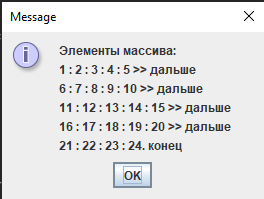 Message
Элементы массива:
1 : 2 : 3 : 4 : 5 >> дальше
6 : 7 : 8 : 9 : 10 >> дальше
11 : 12 : 13 : 14 : 15 >> дальше
16 : 17 : 18 : 19 : 20 >> дальше
21 : 22 : 23 : 24. конец
OK